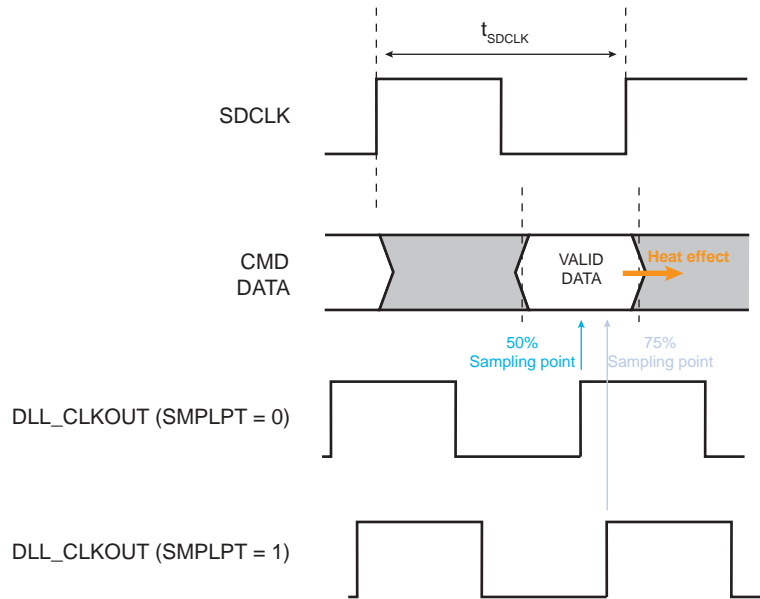 tSDCLK
SDCLK
CMD
DATA
VALID
DATA
Heat effect
50%
Sampling point
75%
Sampling point
DLL_CLKOUT (SMPLPT = 0)
DLL_CLKOUT (SMPLPT = 1)